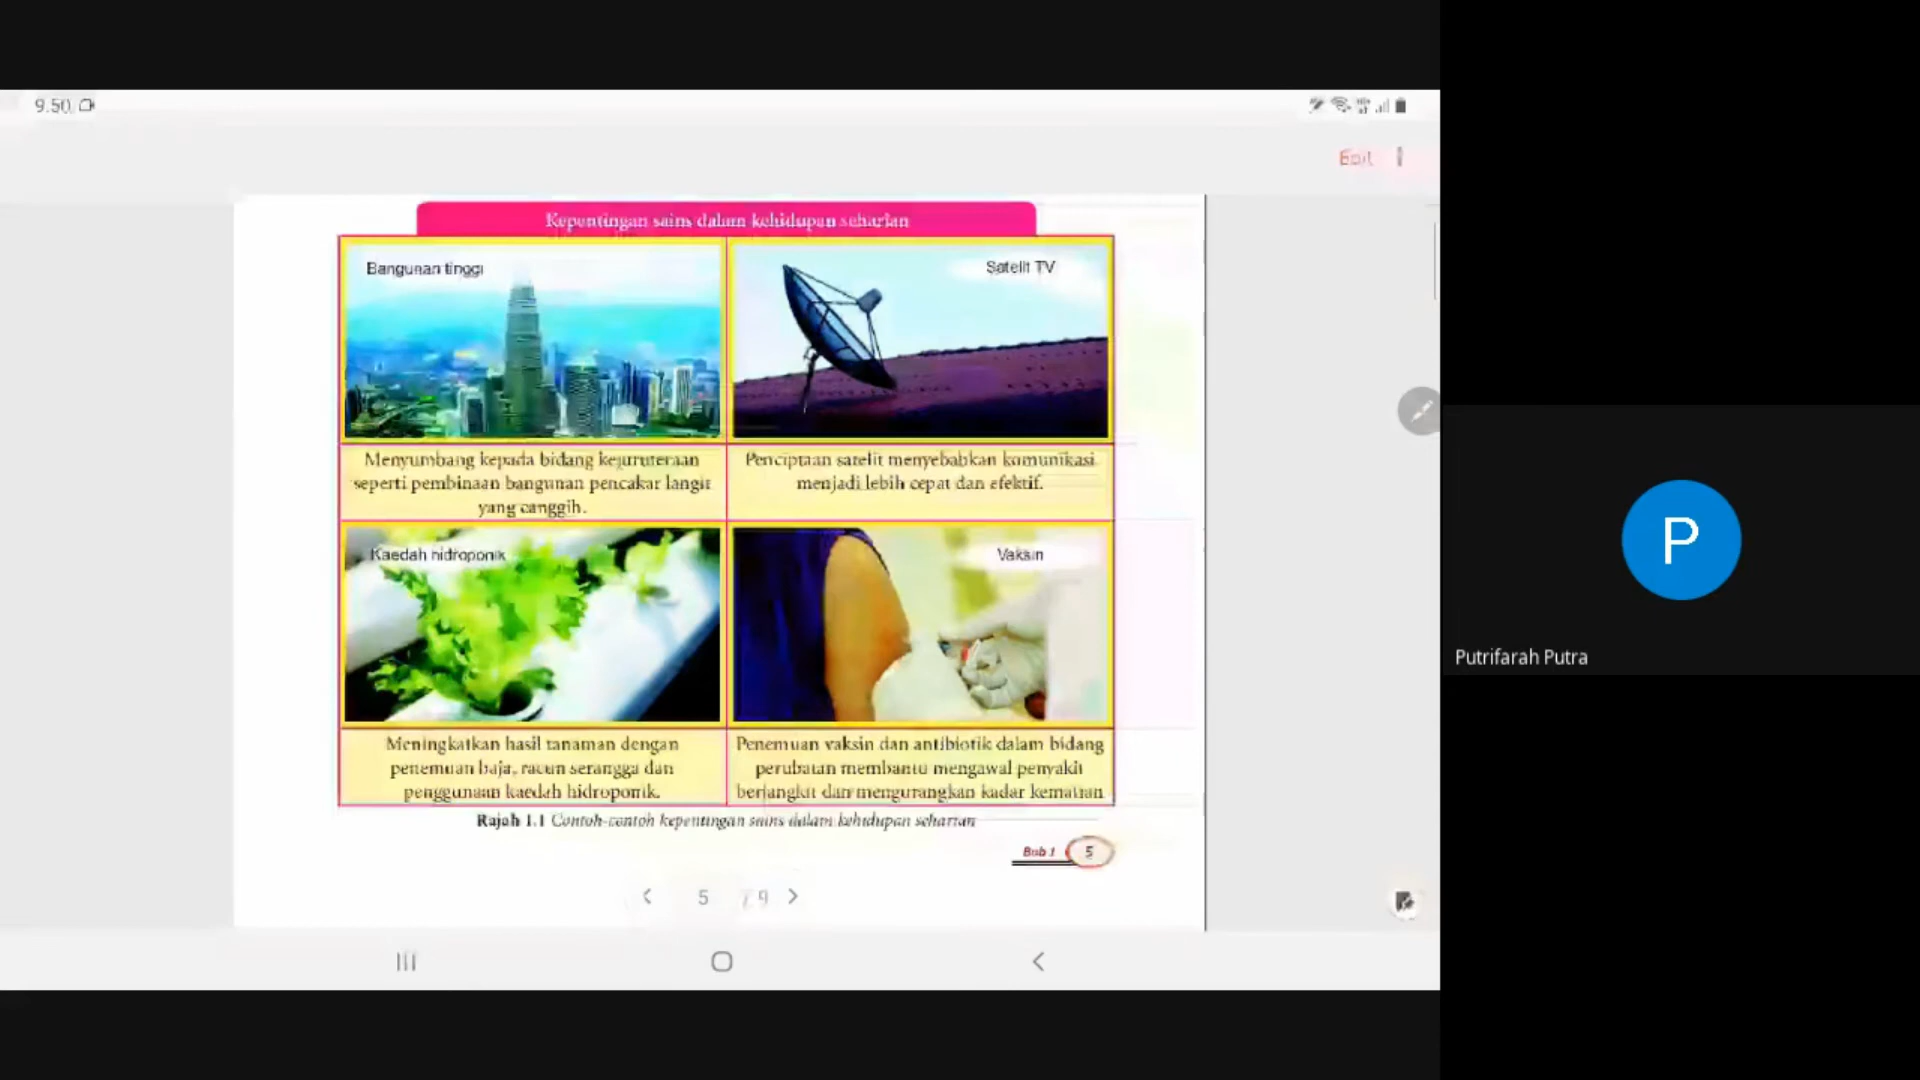 9.50
Edit
Kepentingan sains dalam kehidupan seharian
Bangunan tinggi
Satelit TV
Menyumbang kepada bidang kejuruteraan
seperti pembinaan bangunan pencakar langit
yang canggih.
Penciptaan satelit menyebabkan komunikasi
menjadi lebih cepat dan efektif.
Kaedah hidroponik
Vaksin
Meningkatkan hasil tanaman dengan
penemuan baja, racun serangga dan
penggunaan kaedah hidroponik.
Penemuan vaksin dan antibiotik dalam bidang
perubatan membantu mengawal penyakit
berjangkit dan mengurangkan kadar kematian
Rajah 1.1 Contoh-contoh kepentingan sains dalam kehidupan seharian
Bab 1 5
5 / 9
P
Putrifarah Putra